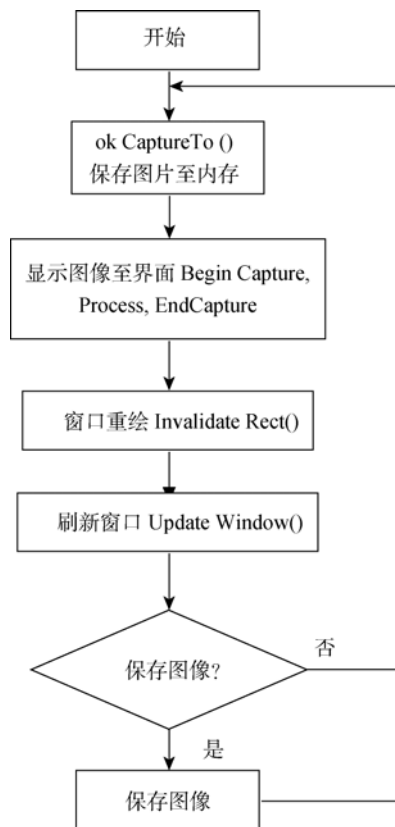 开始
ok CaptureTo ()
保存图片至内存
显示图像至界面 Begin Capture,
Process, EndCapture
窗口重绘 Invalidate Rect()
刷新窗口 Update Window()
保存图像?
否
是
保存图像